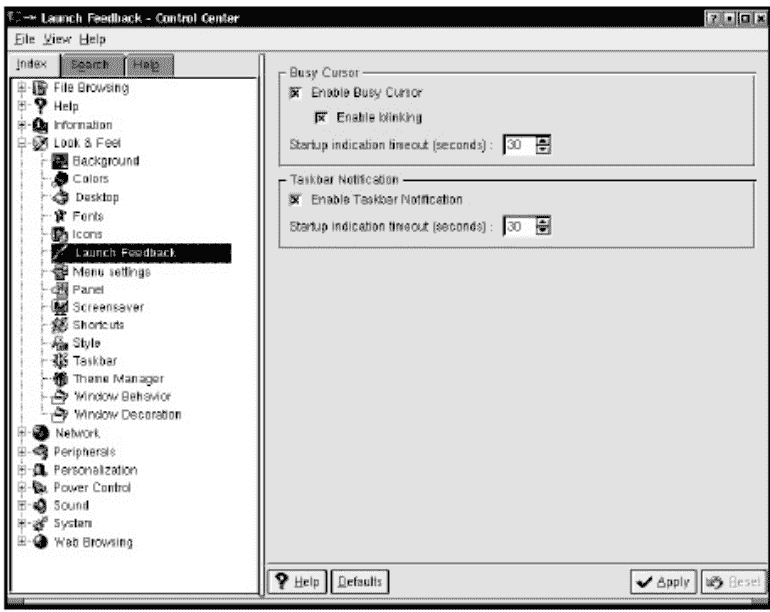 Launch Feedback - Control Center
File View Help
Index Search Help
File Browsing
Help
Information
Look & Feel
Background
Colors
Desktop
Fonts
Icons
Launch Feedback
Menu settings
Panel
Screensaver
Shortcuts
Style
Taskbar
Theme Manager
Window Behavior
Window Decoration
Network
Peripherals
Personalization
Power Control
Sound
System
Web Browsing
Busy Cursor
Enable Busy Cursor
Enable blinking
Startup indication timeout (seconds) : 30
Taskbar Notification
Enable Taskbar Notification
Startup indication timeout (seconds) : 30
Help Defaults Apply Reset